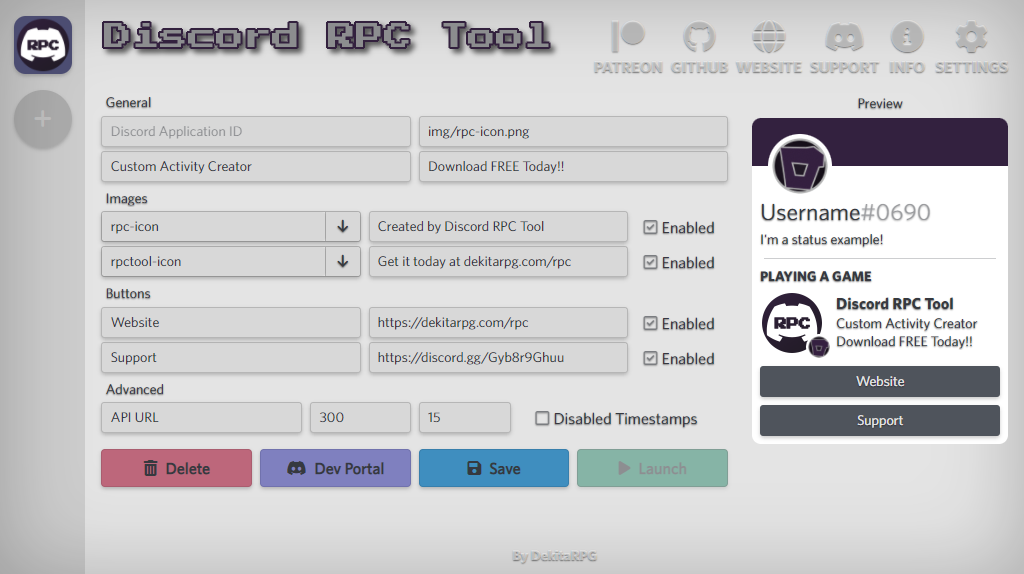 RPC
Discord RPC Tool
PATREON GITHUB WEBSITE SUPPORT INFO SETTINGS
General
Discord Application ID
img/rpc-icon.png
Custom Activity Creator
Download FREE Today!!
Images
rpc-icon
Created by Discord RPC Tool
Enabled
rpctool-icon
Get it today at dekitarpg.com/rpc
Enabled
Buttons
Website
https://dekitarpg.com/rpc
Enabled
Support
https://discord.gg/Gyb8r9Ghuu
Enabled
Advanced
API URL
300
15
Disabled Timestamps
Delete
Dev Portal
Save
Launch
Preview
Username#0690
I'm a status example!
PLAYING A GAME
RPC
Discord RPC Tool
Custom Activity Creator
Download FREE Today!!
Website
Support
By DekitaRPG